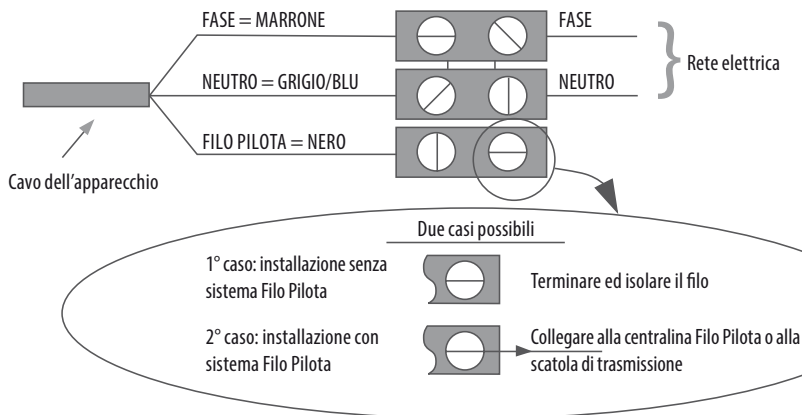 FASE = MARRONE
FASE
NEUTRO = GRIGIO/BLU
NEUTRO
Rete elettrica
FILO PILOTA = NERO
Cavo dell'apparecchio
Due casi possibili
1° caso: installazione senza
sistema Filo Pilota
Terminare ed isolare il filo
2° caso: installazione con
sistema Filo Pilota
Collegare alla centralina Filo Pilota o alla
scatola di trasmissione